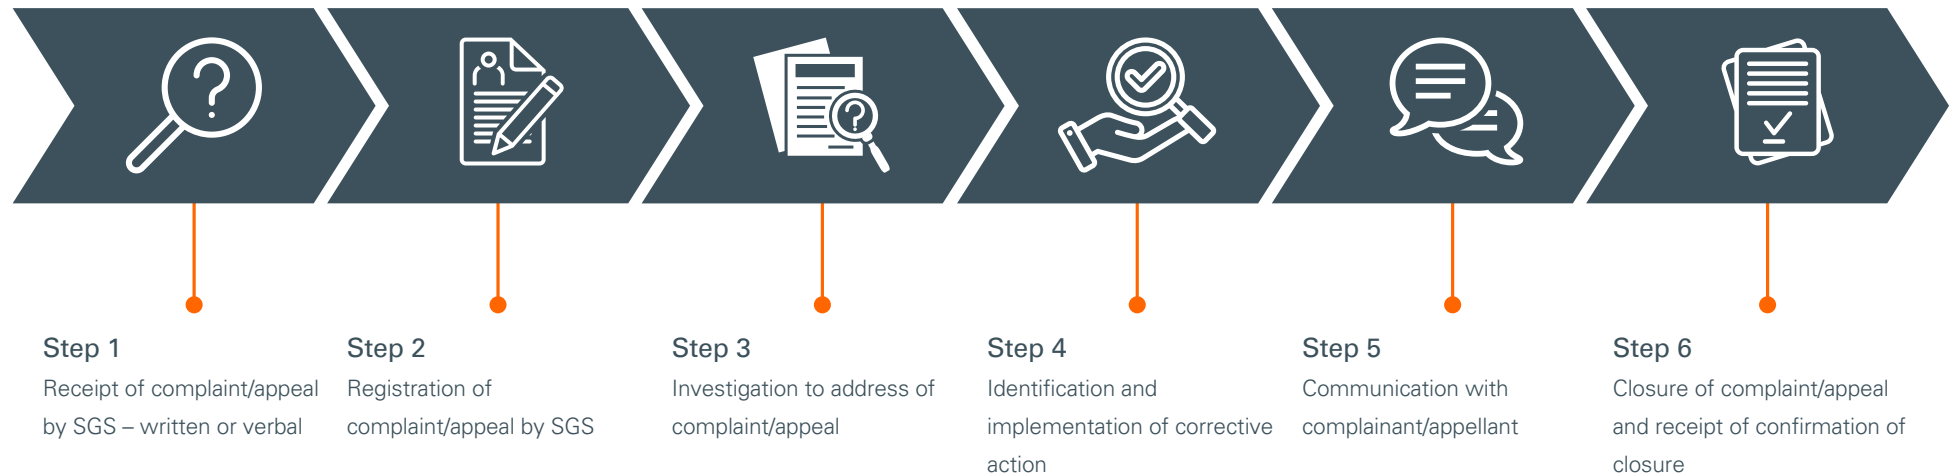 Step 1
Receipt of complaint/appeal
by SGS – written or verbal
Step 2
Registration of
complaint/appeal by SGS
Step 3
Investigation to address of
complaint/appeal
Step 4
Identification and
implementation of corrective
action
Step 5
Communication with
complainant/appellant
Step 6
Closure of complaint/appeal
and receipt of confirmation of
closure